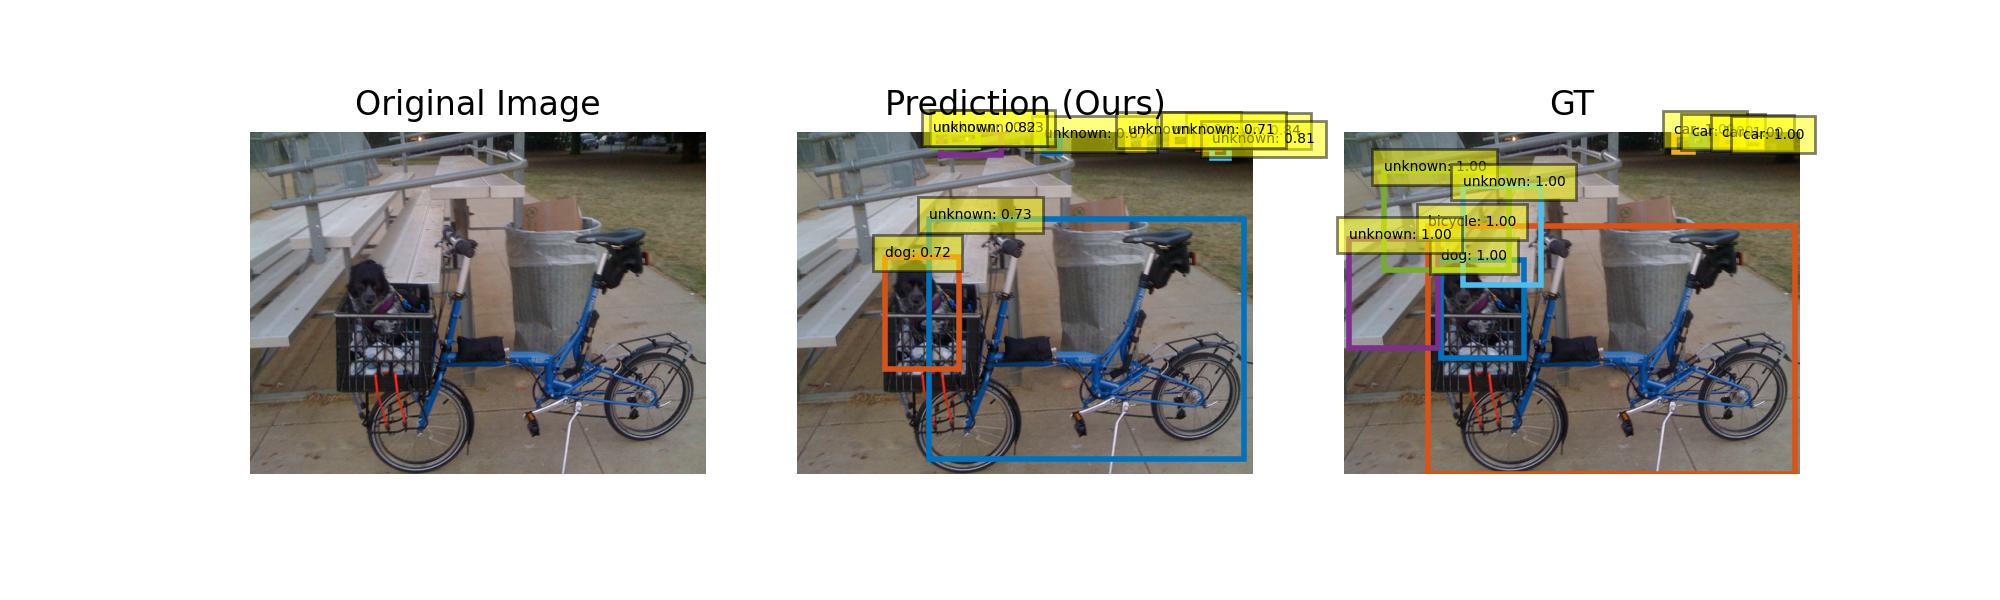 Original Image
Prediction (Ours)
GT
unknown: 0.82
unknown: 0.71
unknown: 0.81
unknown: 0.73
dog: 0.72
car: 1.00
unknown: 1.00
unknown: 1.00
bicycle: 1.00
unknown: 1.00
dog: 1.00